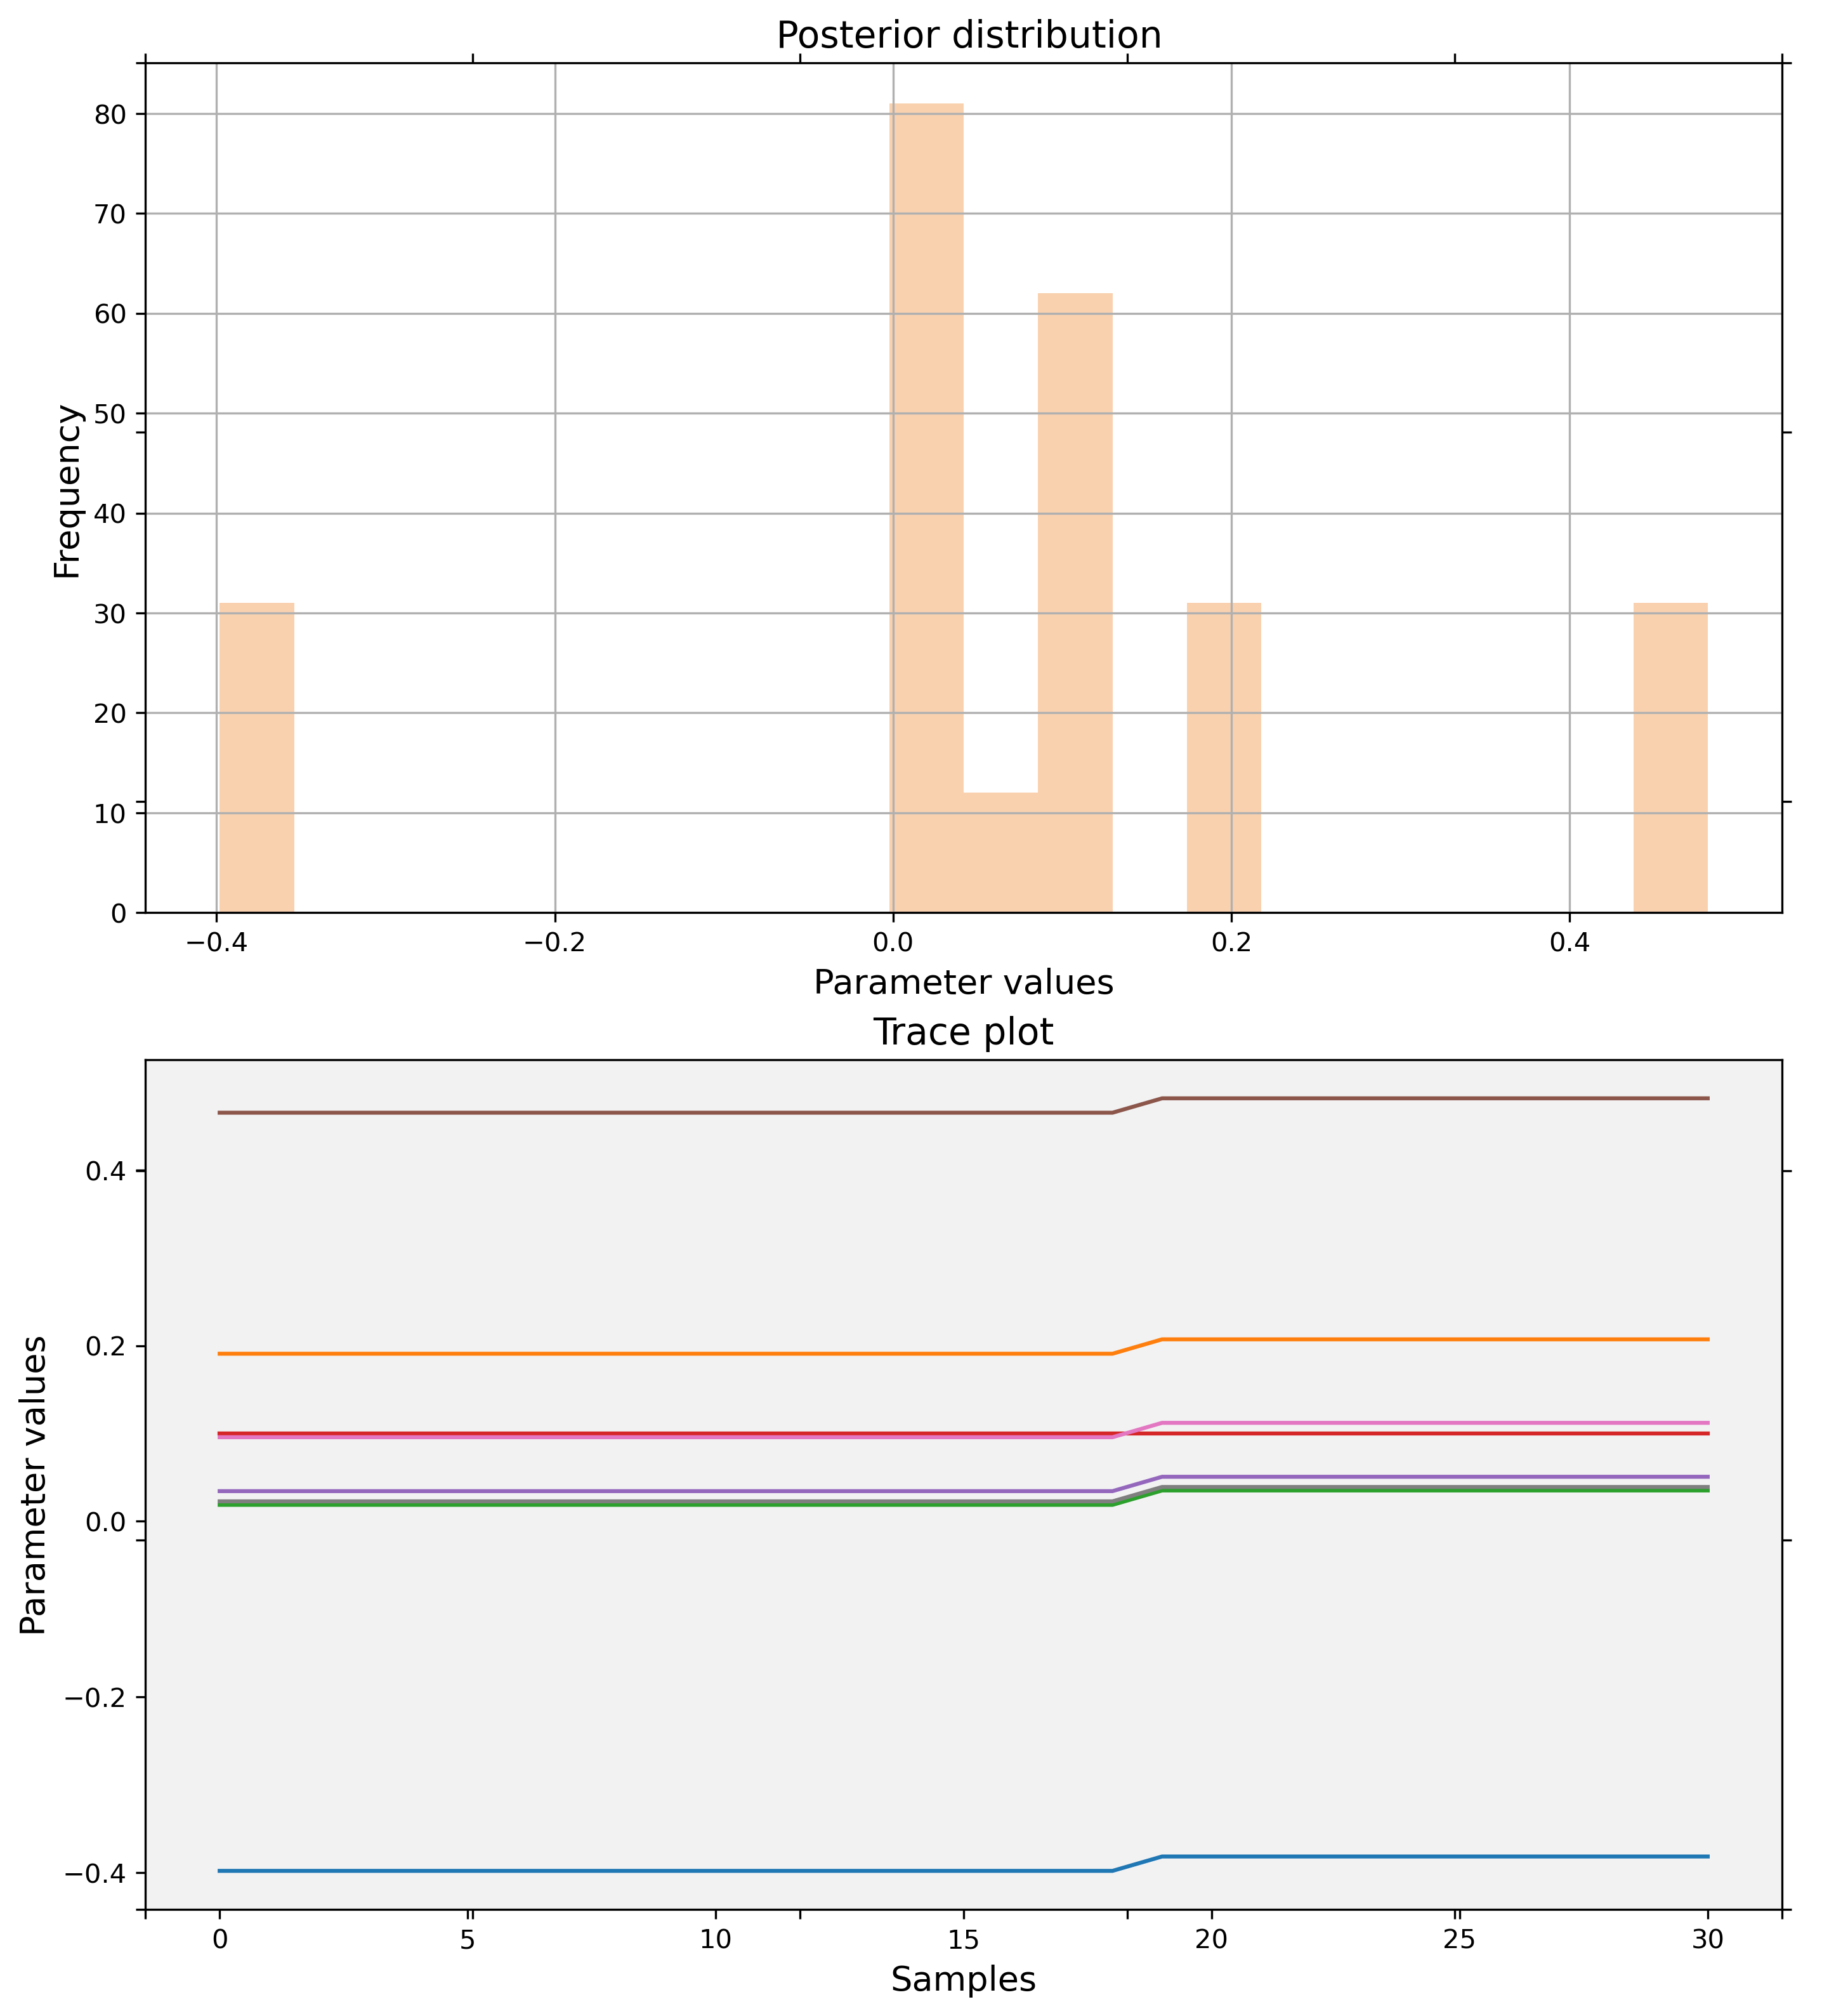 Posterior distribution
80
70
60
50
40
30
20
10
0
Frequency
−0.4 −0.2 0.0 0.2 0.4
Parameter values
Trace plot
0.4
0.2
0.0
−0.2
−0.4
Parameter values
0 5 10 15 20 25 30
Samples